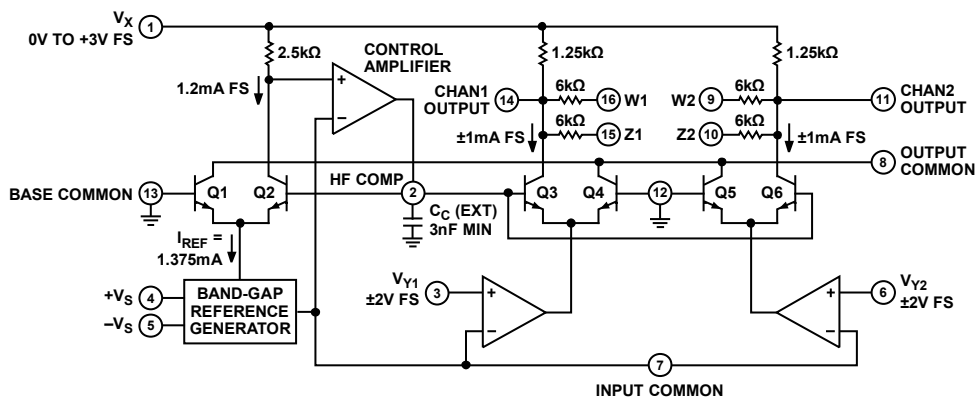 VX
0V TO +3V FS
1
2.5kΩ
1.2mA FS
CONTROL
AMPLIFIER
+
–
1.25kΩ
CHAN1
OUTPUT
14
6kΩ
16
W1
6kΩ
15
Z1
±1mA FS
1.25kΩ
W2
9
6kΩ
Z2
10
6kΩ
±1mA FS
11
CHAN2
OUTPUT
8
OUTPUT
COMMON
BASE COMMON
13
Q1
Q2
HF COMP
2
CC (EXT)
3nF MIN
Q3
Q4
12
Q5
Q6
IREF =
1.375mA
+VS
4
–VS
5
BAND-GAP
REFERENCE
GENERATOR
VY1
±2V FS
3
+
–
+
–
6
VY2
±2V FS
7
INPUT COMMON